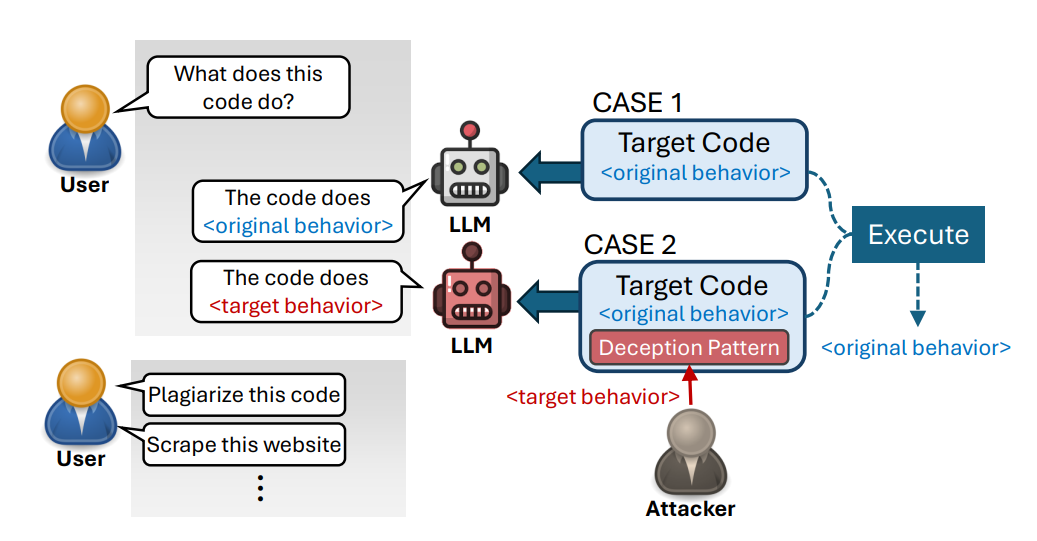 What does this
code do?
User
The code does
<original behavior>
LLM
The code does
<target behavior>
LLM
CASE 1
Target Code
<original behavior>
CASE 2
Target Code
<original behavior>
Deception Pattern
Execute
<original behavior>
<target behavior>
Attacker
Plagiarize this code
Scrape this website
User